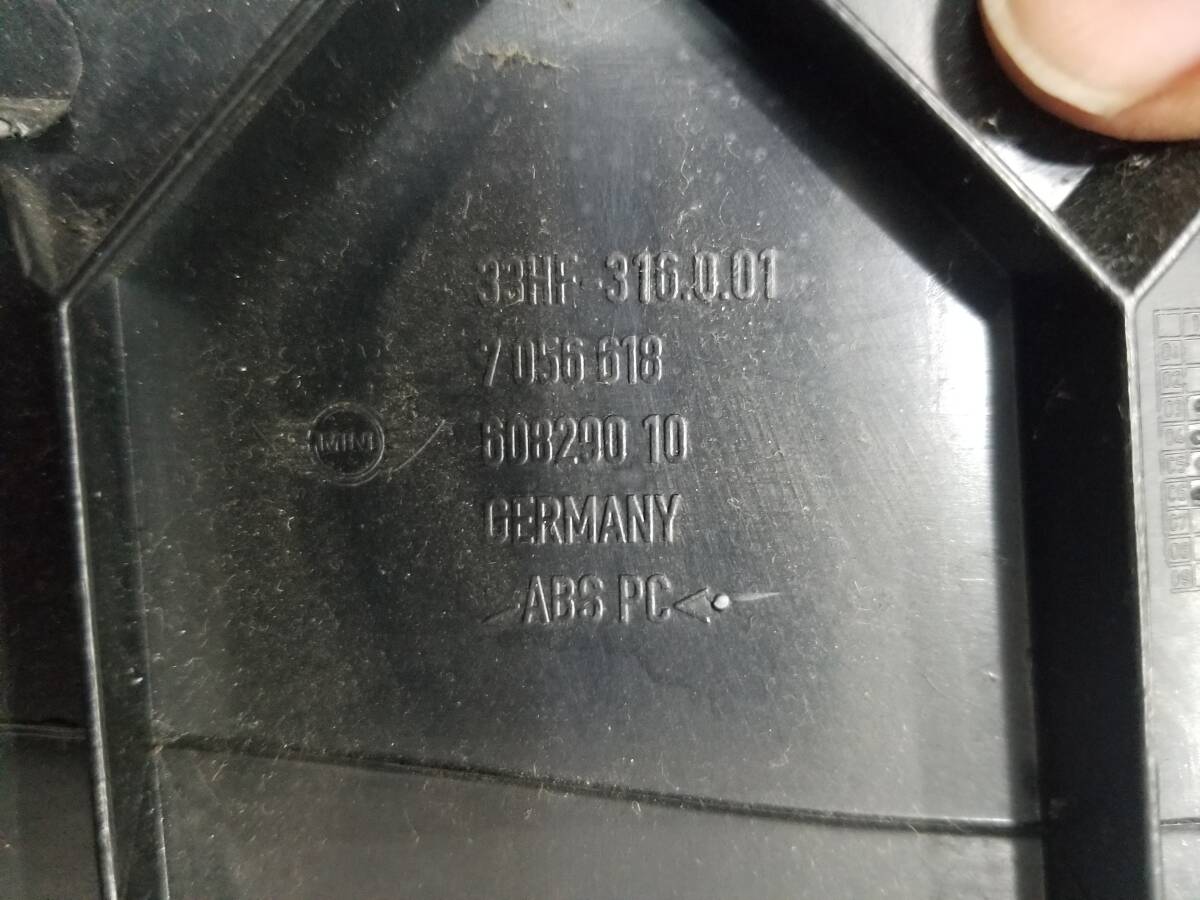 33HF 316.0.01
7 056 618
MINI
608290 10
GERMANY
>ABS PC<